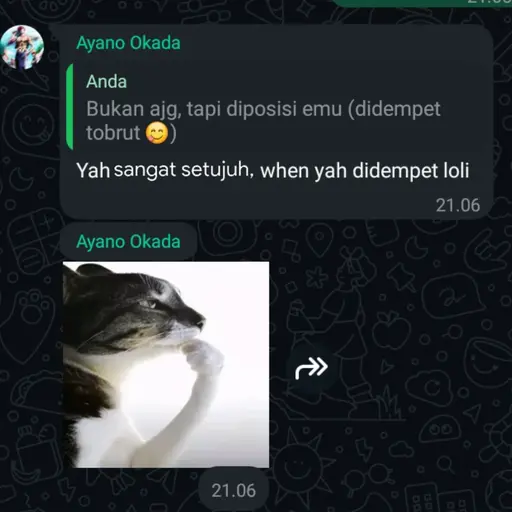 Ayano Okada
Anda
Bukan ajg, tapi diposisi emu (didempet
tobrut 😋)
Yah sangat setujuh, when yah didempet loli
21.06
Ayano Okada
21.06